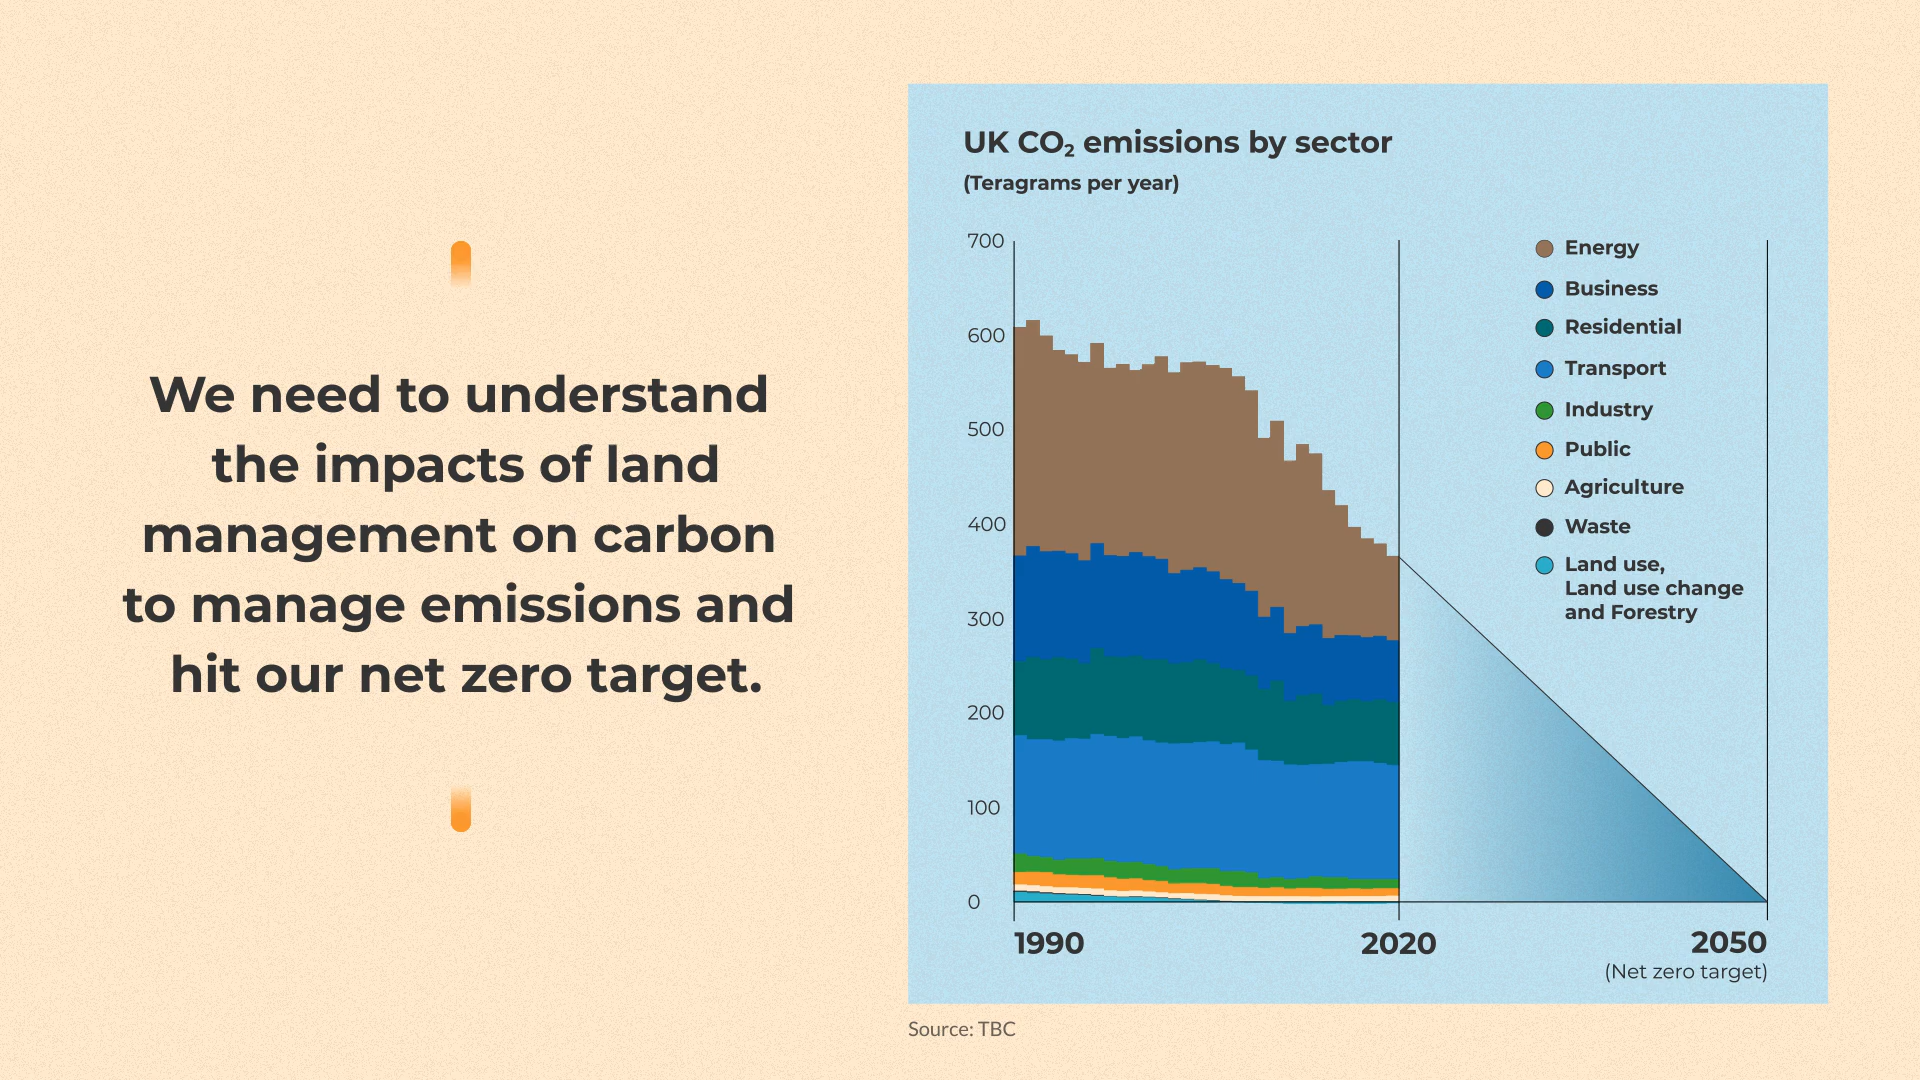 We need to understand
the impacts of land
management on carbon
to manage emissions and
hit our net zero target.
UK CO₂ emissions by sector
(Teragrams per year)
700
600
500
400
300
200
100
0
1990
2020
2050
(Net zero target)
Energy
Business
Residential
Transport
Industry
Public
Agriculture
Waste
Land use,
Land use change
and Forestry
Source: TBC